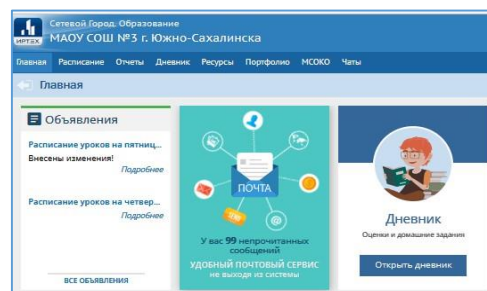 ИРТЕХ
Сетевой Город. Образование
МАОУ СОШ №3 г. Южно-Сахалинска
Главная Расписание Отчеты Дневник Ресурсы Портфолио МСОКО Чаты
Главная
Объявления
Расписание уроков на пятниц...
Внесены изменения!
Подробнее
Расписание уроков на четвер...
Подробнее
ВСЕ ОБЪЯВЛЕНИЯ
ПОЧТА
У вас 99 непрочитанных
сообщений
УДОБНЫЙ ПОЧТОВЫЙ СЕРВИС
не выходя из системы
Дневник
Оценки и домашние задания
Открыть дневник